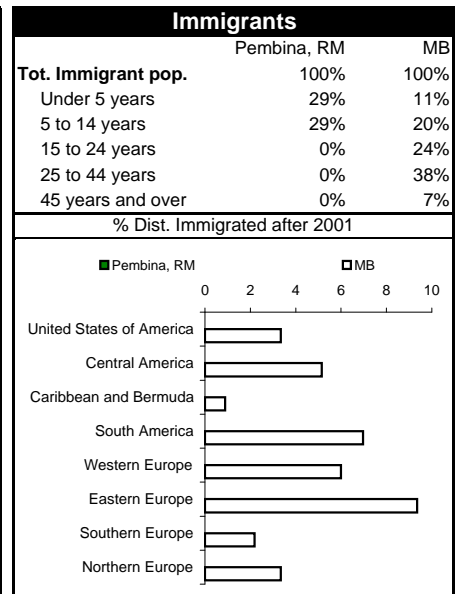 Immigrants
Pembina, RM MB
Tot. Immigrant pop. 100% 100%
Under 5 years 29% 11%
5 to 14 years 29% 20%
15 to 24 years 0% 24%
25 to 44 years 0% 38%
45 years and over 0% 7%
% Dist. Immigrated after 2001
Pembina, RM MB
0 2 4 6 8 10
United States of America
Central America
Caribbean and Bermuda
South America
Western Europe
Eastern Europe
Southern Europe
Northern Europe